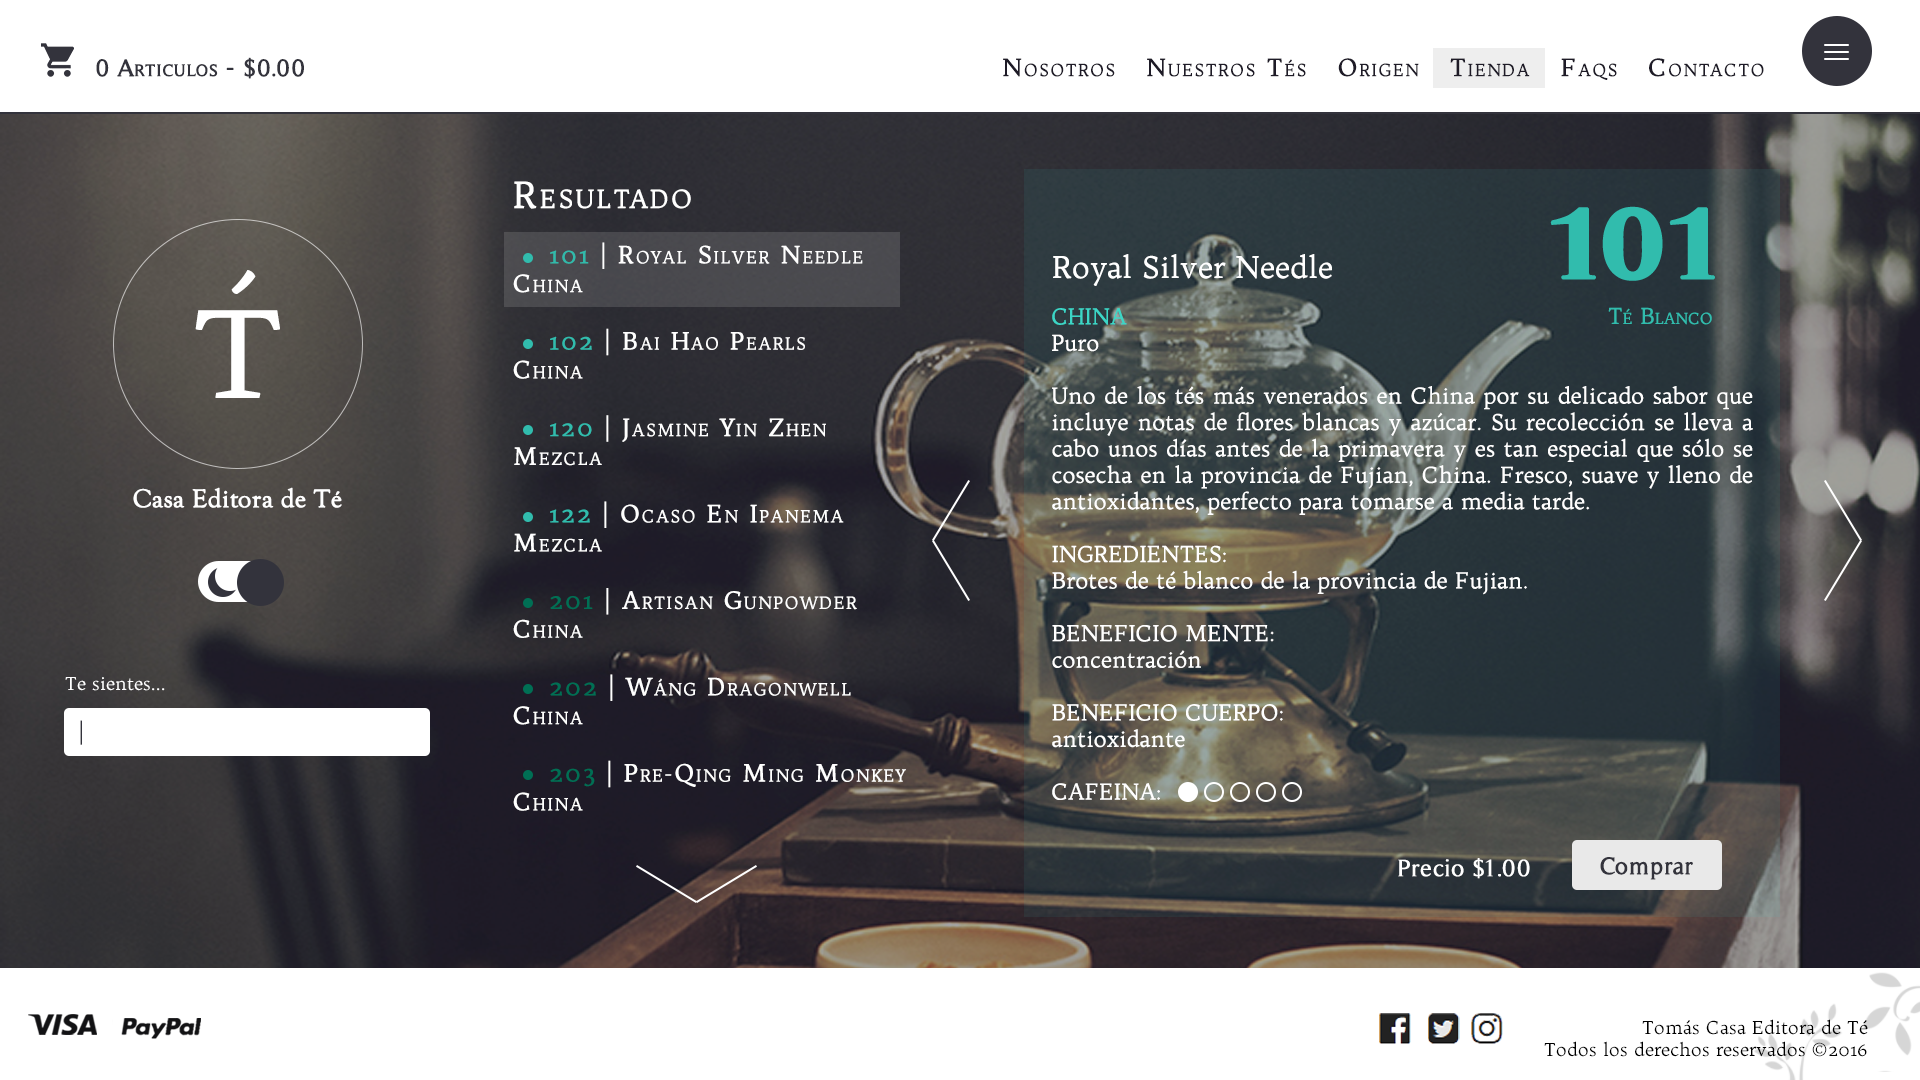 0 Articulos - $0.00
Nosotros
Nuestros Tés
Origen
Tienda
Faqs
Contacto
T́
Casa Editora de Té
Te sientes...
Resultado
101 | Royal Silver Needle
China
102 | Bai Hao Pearls
China
120 | Jasmine Yin Zhen
Mezcla
122 | Ocaso En Ipanema
Mezcla
201 | Artisan Gunpowder
China
202 | Wáng Dragonwell
China
203 | Pre-Qing Ming Monkey
China
101
Royal Silver Needle
CHINA
Té Blanco
Puro
Uno de los tés más venerados en China por su delicado sabor que
incluye notas de flores blancas y azúcar. Su recolección se lleva a
cabo unos días antes de la primavera y es tan especial que sólo se
cosecha en la provincia de Fujian, China. Fresco, suave y lleno de
antioxidantes, perfecto para tomarse a media tarde.
INGREDIENTES:
Brotes de té blanco de la provincia de Fujian.
BENEFICIO MENTE:
concentración
BENEFICIO CUERPO:
antioxidante
CAFEINA:
Precio $1.00
Comprar
VISA
PayPal
Tomás Casa Editora de Té
Todos los derechos reservados ©2016